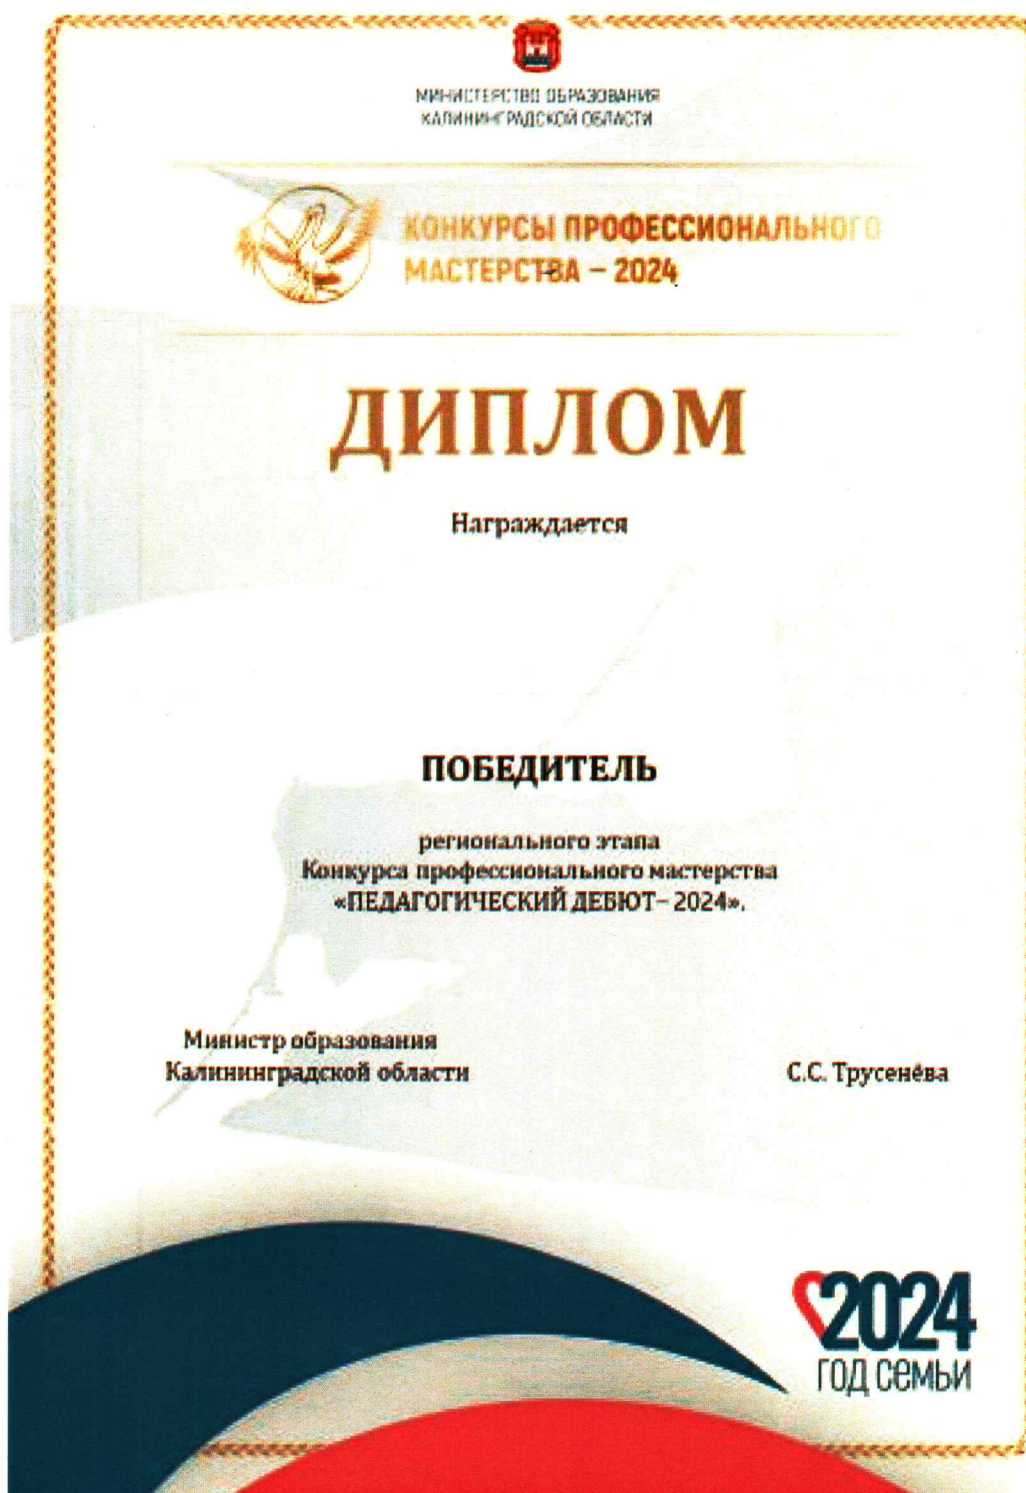 МИНИСТЕРСТВО ОБРАЗОВАНИЯ
КАЛИНИНГРАДСКОЙ ОБЛАСТИ
КОНКУРСЫ ПРОФЕССИОНАЛЬНОГО
МАСТЕРСТВА – 2024
ДИПЛОМ
Награждается
ПОБЕДИТЕЛЬ
регионального этапа
Конкурса профессионального мастерства
«ПЕДАГОГИЧЕСКИЙ ДЕБЮТ– 2024».
Министр образования
Калининградской области
С.С. Трусенёва
2024
ГОД СЕМЬИ